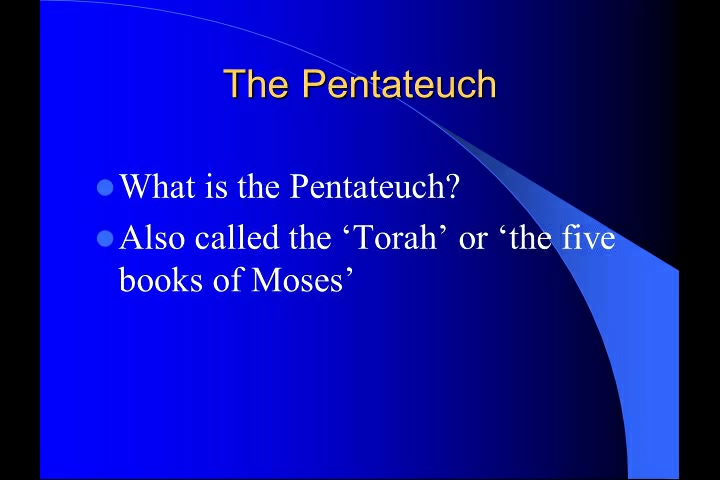 The Pentateuch
What is the Pentateuch?
Also called the ‘Torah’ or ‘the five
books of Moses’